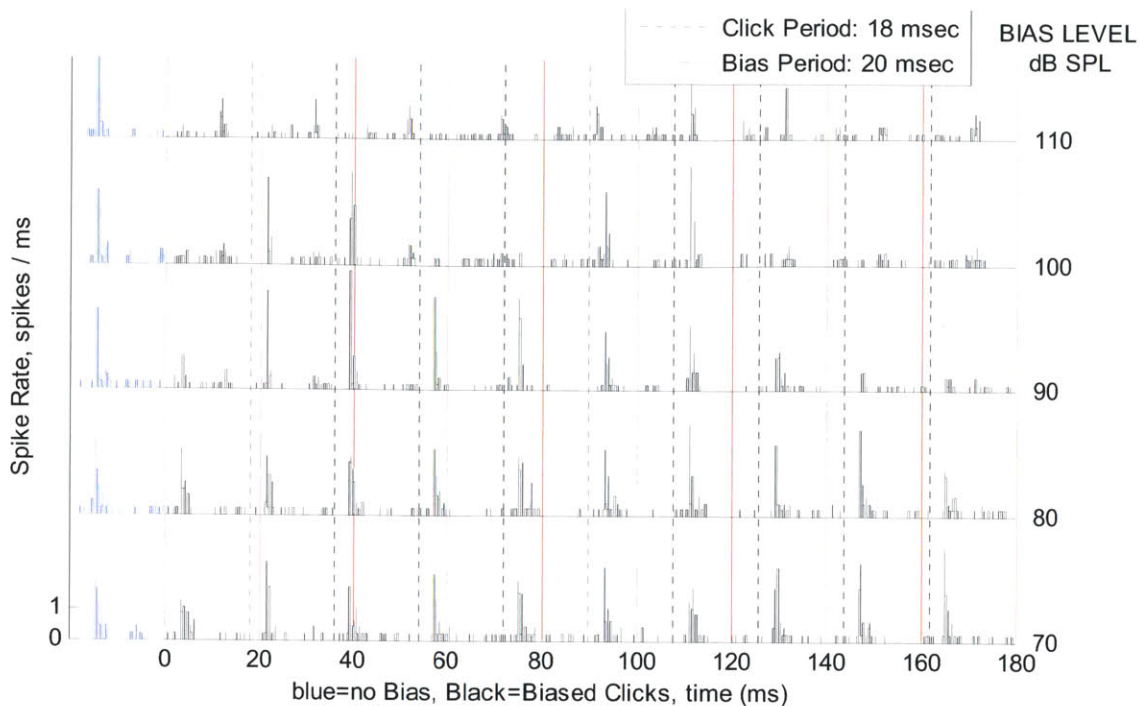 Click Period: 18 msec
Bias Period: 20 msec
BIAS LEVEL
dB SPL
110
100
90
80
70
Spike Rate, spikes / ms
1
0
0 20 40 60 80 100 120 140 160 180
blue=no Bias, Black=Biased Clicks, time (ms)